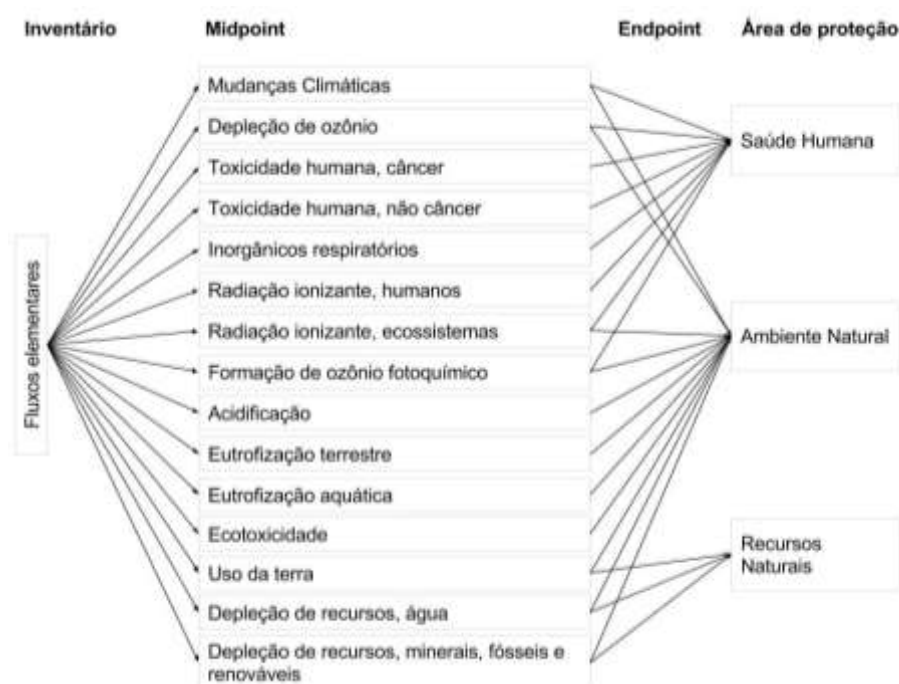 Inventário
Midpoint
Endpoint
Área de proteção
Fluxos elementares
Mudanças Climáticas
Depleção de ozônio
Toxicidade humana, câncer
Toxicidade humana, não câncer
Inorgânicos respiratórios
Radiação ionizante, humanos
Radiação ionizante, ecossistemas
Formação de ozônio fotoquímico
Acidificação
Eutrofização terrestre
Eutrofização aquática
Ecotoxicidade
Uso da terra
Depleção de recursos, água
Depleção de recursos, minerais, fósseis e
renováveis
Saúde Humana
Ambiente Natural
Recursos
Naturais